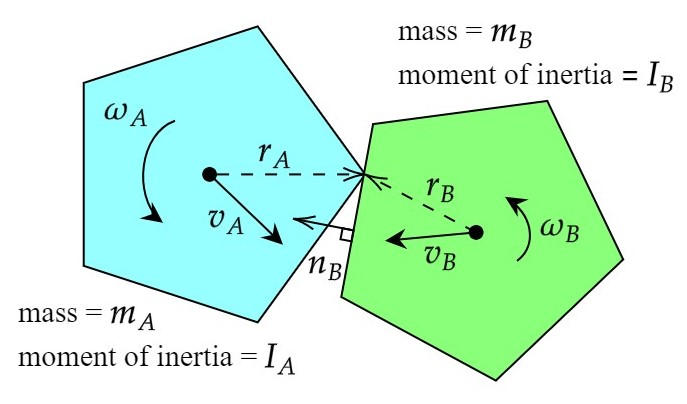 mass = m_B
moment of inertia = I_B
ω_A
r_A
r_B
v_A
ω_B
v_B
n_B
mass = m_A
moment of inertia = I_A